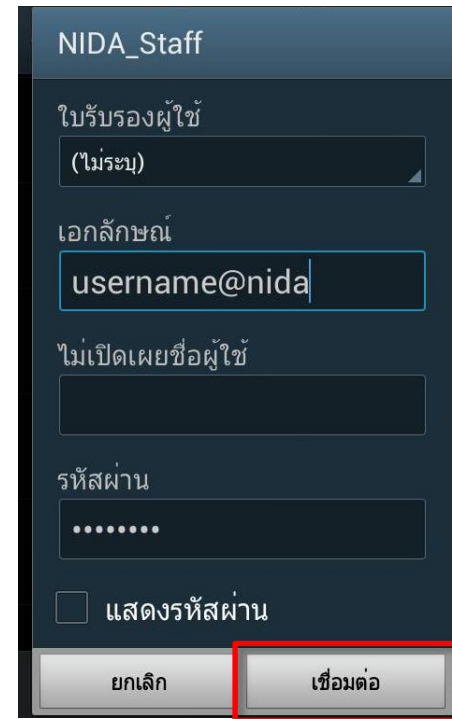 NIDA_Staff
ใบรับรองผู้ใช้
(ไม่ระบุ)
เอกลักษณ์
username@nida
ไม่เปิดเผยชื่อผู้ใช้
รหัสผ่าน
••••••••
แสดงรหัสผ่าน
ยกเลิก เชื่อมต่อ